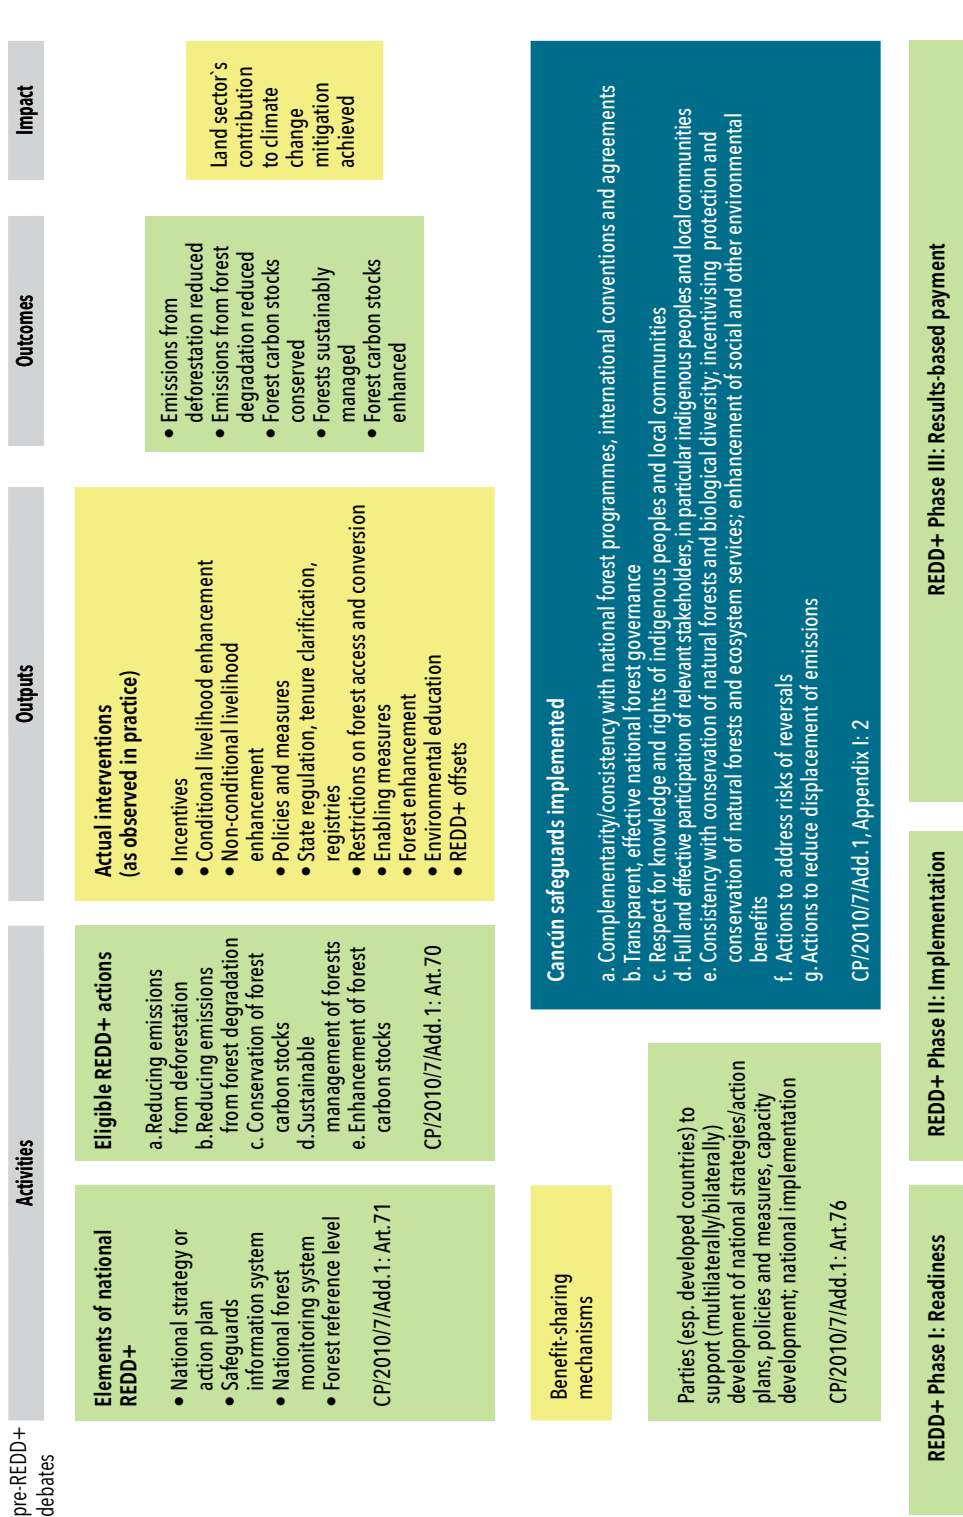 pre-REDD+
debates
Activities
Outputs
Outcomes
Impact
Elements of national
REDD+
• National strategy or
action plan
• Safeguards
information system
• National forest
monitoring system
• Forest reference level
CP/2010/7/Add.1: Art.71
Eligible REDD+ actions
a. Reducing emissions
from deforestation
b. Reducing emissions
from forest degradation
c. Conservation of forest
carbon stocks
d. Sustainable
management of forests
e. Enhancement of forest
carbon stocks
CP/2010/7/Add.1: Art.70
Actual interventions
(as observed in practice)
• Incentives
• Conditional livelihood enhancement
• Non-conditional livelihood
enhancement
• Policies and measures
• State regulation, tenure clarification,
registries
• Restrictions on forest access and conversion
• Enabling measures
• Forest enhancement
• Environmental education
• REDD+ offsets
• Emissions from
deforestation reduced
• Emissions from forest
degradation reduced
• Forest carbon stocks
conserved
• Forests sustainably
managed
• Forest carbon stocks
enhanced
Land sector`s
contribution
to climate
change
mitigation
achieved
Benefit-sharing
mechanisms
Parties (esp. developed countries) to
support (multilaterally/bilaterally)
development of national strategies/action
plans, policies and measures, capacity
development; national implementation
CP/2010/7/Add.1: Art.76
Cancún safeguards implemented
a. Complementarity/consistency with national forest programmes, international conventions and agreements
b. Transparent, effective national forest governance
c. Respect for knowledge and rights of indigenous peoples and local communities
d. Full and effective participation of relevant stakeholders, in particular indigenous peoples and local communities
e. Consistency with conservation of natural forests and biological diversity; incentivising protection and
conservation of natural forests and ecosystem services; enhancement of social and other environmental
benefits
f. Actions to address risks of reversals
g. Actions to reduce displacement of emissions
CP/2010/7/Add.1, Appendix I: 2
REDD+ Phase I: Readiness
REDD+ Phase II: Implementation
REDD+ Phase III: Results-based payment